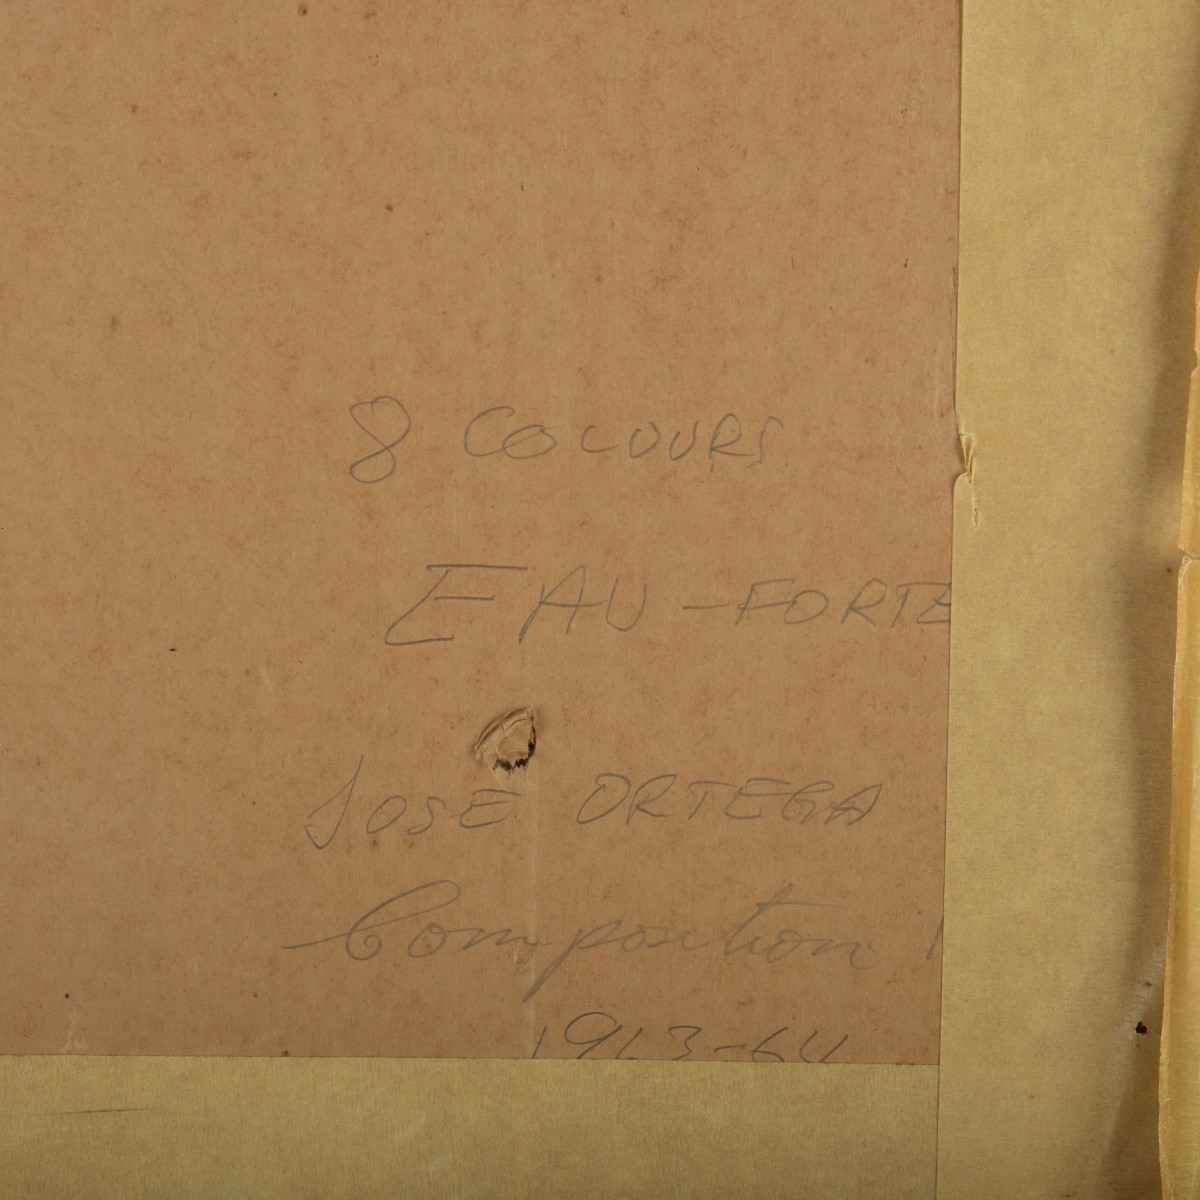 8 COLOURS
EAU-FORTE
JOSE ORTEGA
Composition
1963-64